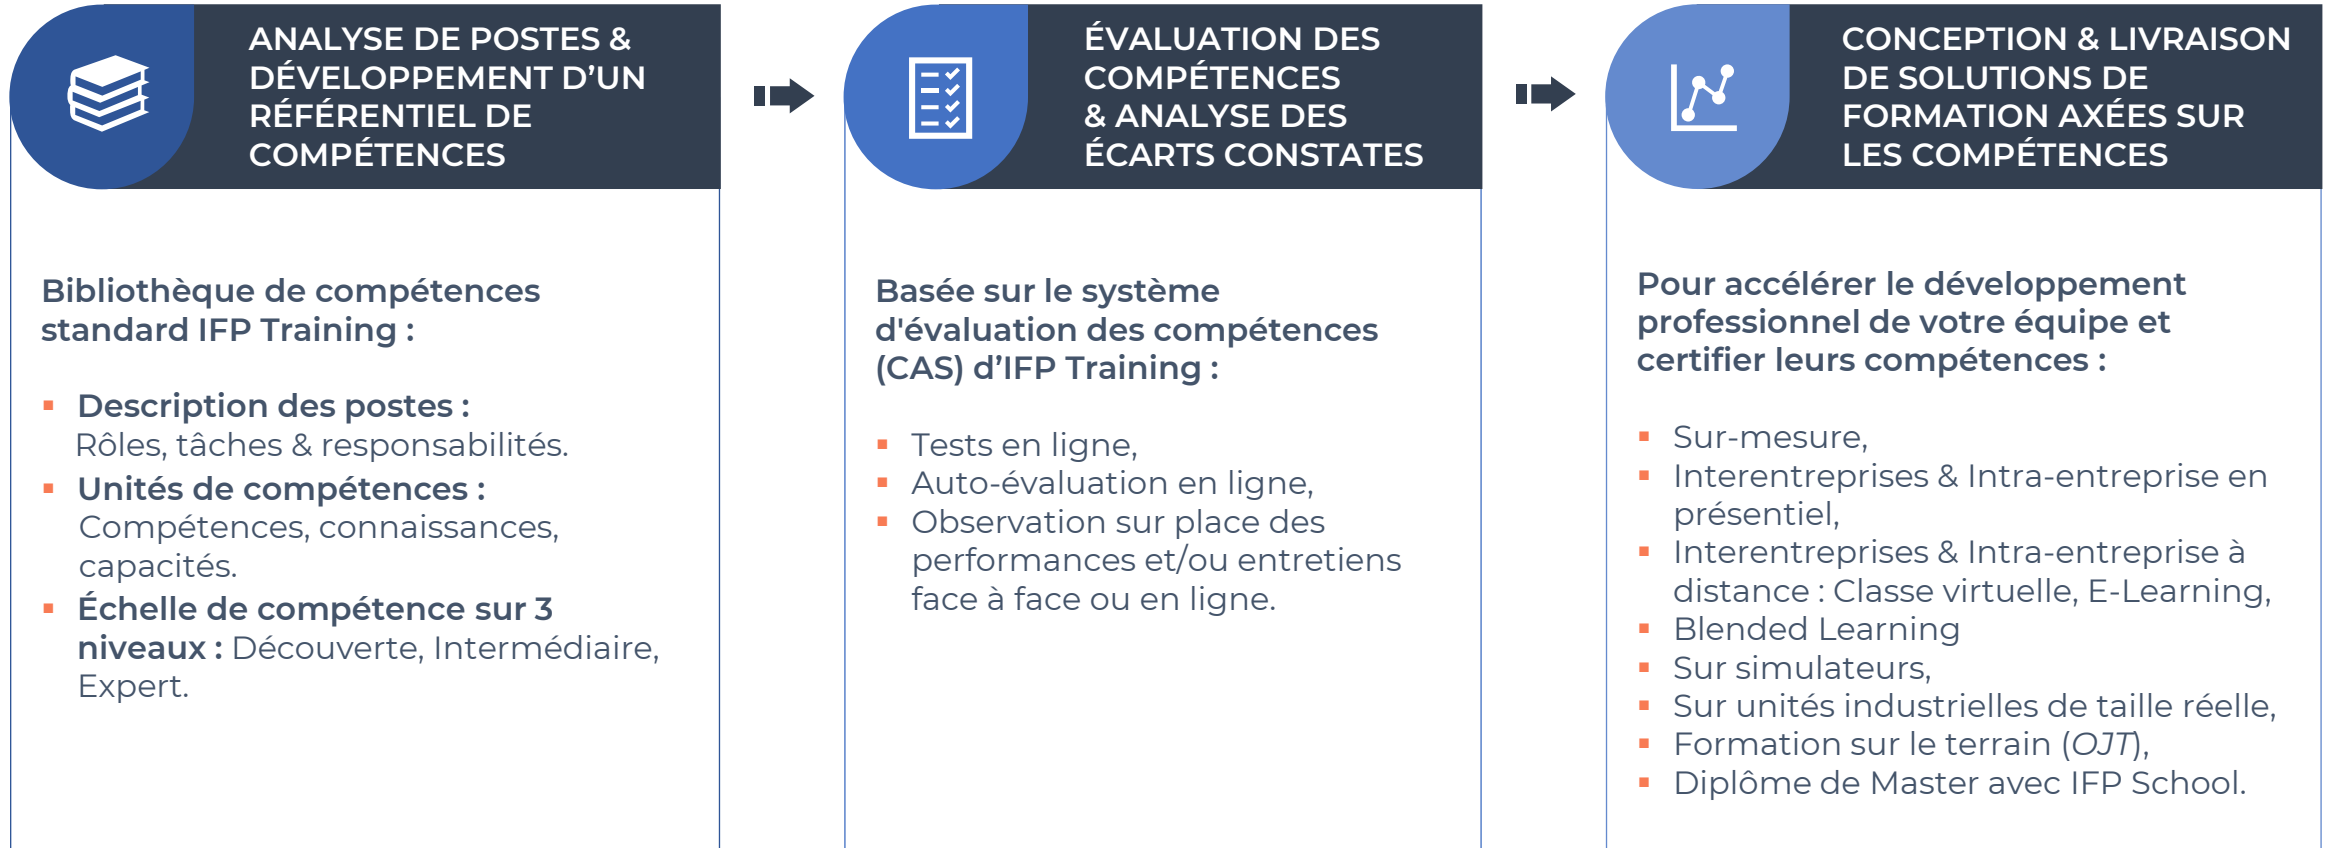 ANALYSE DE POSTES &
DÉVELOPPEMENT D’UN
RÉFÉRENTIEL DE
COMPÉTENCES
Bibliothèque de compétences
standard IFP Training :
Description des postes :
Rôles, tâches & responsabilités.
Unités de compétences :
Compétences, connaissances,
capacités.
Échelle de compétence sur 3
niveaux : Découverte, Intermédiaire,
Expert.
ÉVALUATION DES
COMPÉTENCES
& ANALYSE DES
ÉCARTS CONSTATES
Basée sur le système
d'évaluation des compétences
(CAS) d’IFP Training :
Tests en ligne,
Auto-évaluation en ligne,
Observation sur place des
performances et/ou entretiens
face à face ou en ligne.
CONCEPTION & LIVRAISON
DE SOLUTIONS DE
FORMATION AXÉES SUR
LES COMPÉTENCES
Pour accélérer le développement
professionnel de votre équipe et
certifier leurs compétences :
Sur-mesure,
Interentreprises & Intra-entreprise en
présentiel,
Interentreprises & Intra-entreprise à
distance : Classe virtuelle, E-Learning,
Blended Learning
Sur simulateurs,
Sur unités industrielles de taille réelle,
Formation sur le terrain (OJT),
Diplôme de Master avec IFP School.